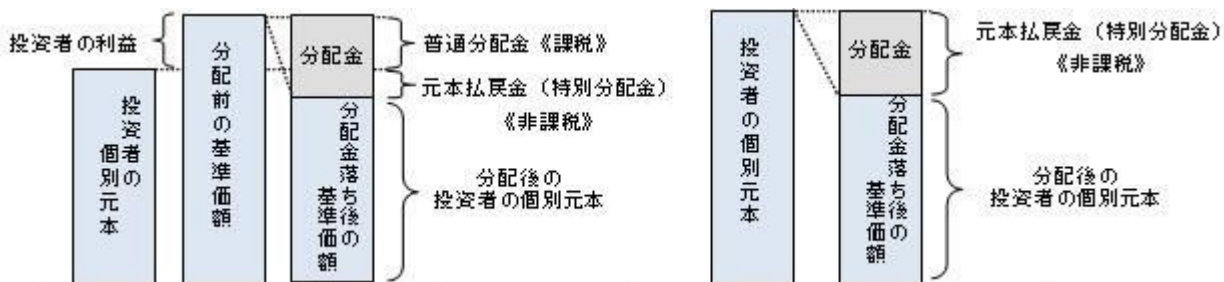 投資者の利益
投資者の
個別元本
分配前の基準価額
分配金
分配金落ち後の
基準価額
普通分配金《課税》
元本払戻金（特別分配金）
《非課税》
分配後の
投資者の個別元本
投資者の個別元本
分配金
分配金落ち後の
基準価額
元本払戻金（特別分配金）
《非課税》
分配後の
投資者の個別元本